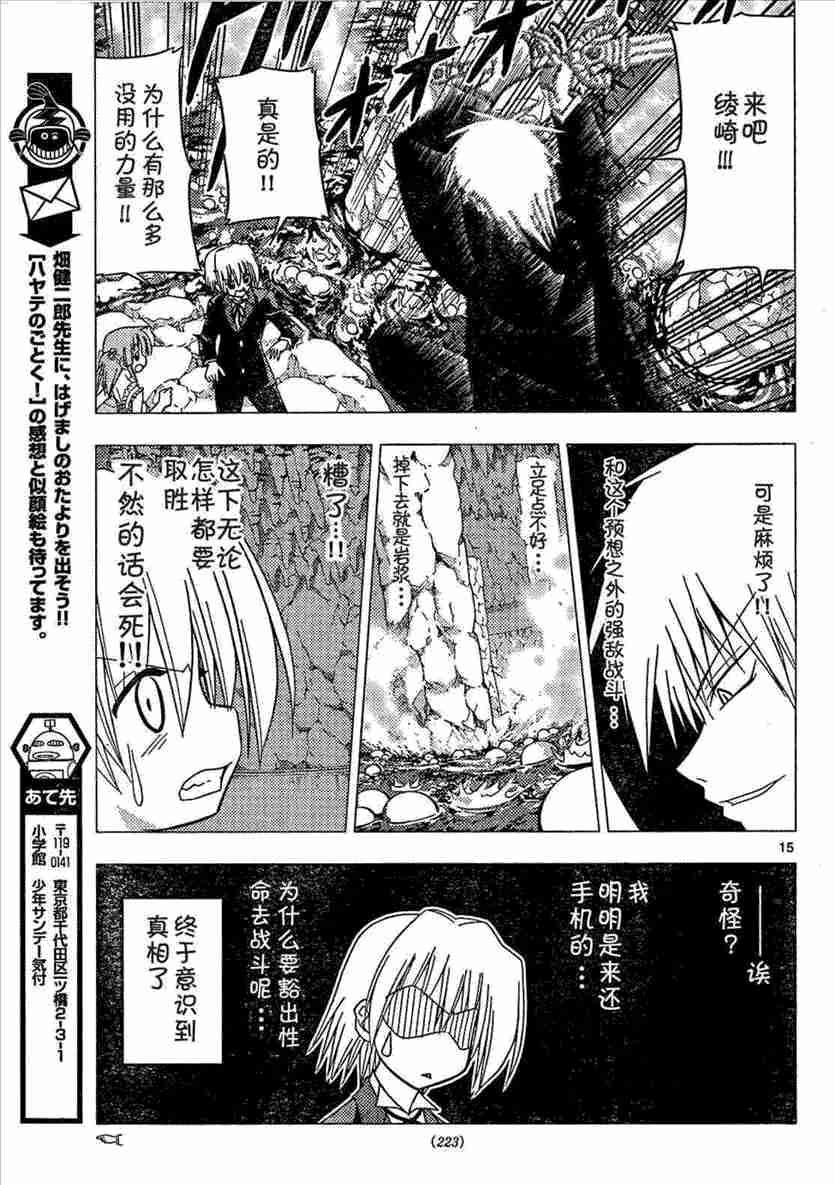 来吧
绫崎!!!
真是的!!
为什么有那么多
没用的力量!!
可是麻烦了!!
和这个预想之外的强敌战斗…
立足点不好…
掉下去就是岩浆…
糟了…!!
这下无论
怎样都要
取胜
不然的话会死!!!
15
——诶
奇怪?
我
明明是来还
手机的…
为什么要豁出性
命去战斗呢…
终于意识到
真相了
(223)
畑健二郎先生に、はげましのおたよりを出そう!!
「ハヤテのごとく!」の感想と似顔絵も待ってます。
あて先
〒119-0141
東京都千代田区一ツ橋2-3-1
小学館 少年サンデー気付